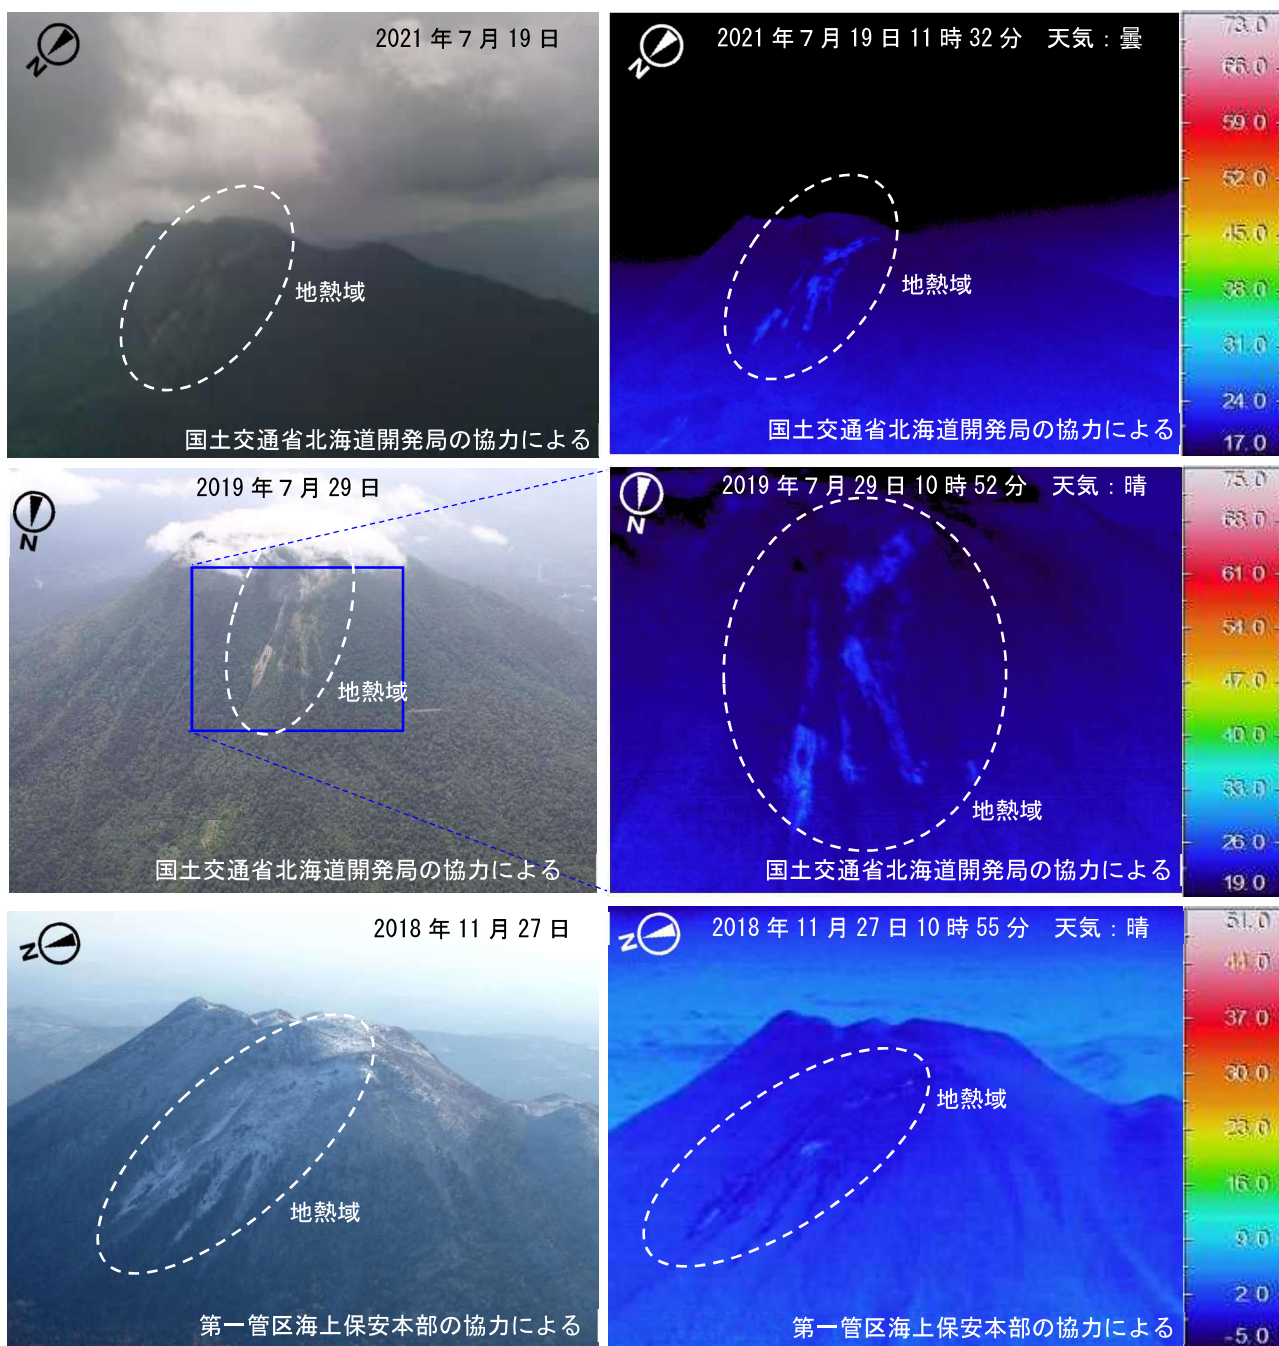 N
2021 年 7 月 19 日
地熱域
国土交通省北海道開発局の協力による
N
2021 年 7 月 19 日 11 時 32 分　天気：曇
地熱域
国土交通省北海道開発局の協力による
73.0
66.0
59.0
52.0
45.0
38.0
31.0
24.0
17.0
N
2019 年 7 月 29 日
地熱域
国土交通省北海道開発局の協力による
N
2019 年 7 月 29 日 10 時 52 分　天気：晴
地熱域
国土交通省北海道開発局の協力による
75.0
68.0
61.0
54.0
47.0
40.0
33.0
26.0
19.0
N
2018 年 11 月 27 日
地熱域
第一管区海上保安本部の協力による
N
2018 年 11 月 27 日 10 時 55 分　天気：晴
地熱域
第一管区海上保安本部の協力による
51.0
44.0
37.0
30.0
23.0
16.0
9.0
2.0
-5.0